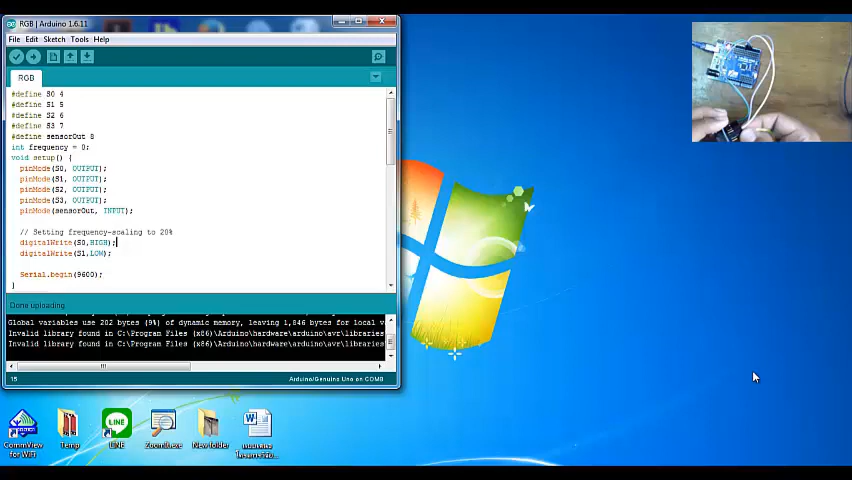 RGB | Arduino 1.6.11
File Edit Sketch Tools Help
RGB
#define S0 4
#define S1 5
#define S2 6
#define S3 7
#define sensorOut 8
int frequency = 0;
void setup() {
pinMode(S0, OUTPUT);
pinMode(S1, OUTPUT);
pinMode(S2, OUTPUT);
pinMode(S3, OUTPUT);
pinMode(sensorOut, INPUT);
// Setting frequency-scaling to 20%
digitalWrite(S0,HIGH);
digitalWrite(S1,LOW);
Serial.begin(9600);
}
Done uploading
Global variables use 202 bytes (9%) of dynamic memory, leaving 1,846 bytes for local v
Invalid library found in C:\Program Files (x86)\Arduino\hardware\arduino\avr\libraries
Invalid library found in C:\Program Files (x86)\Arduino\hardware\arduino\avr\libraries
15
Arduino/Genuino Uno on COM8
CommView for WiFi
Temp
LINE
Zoomit.exe
New folder